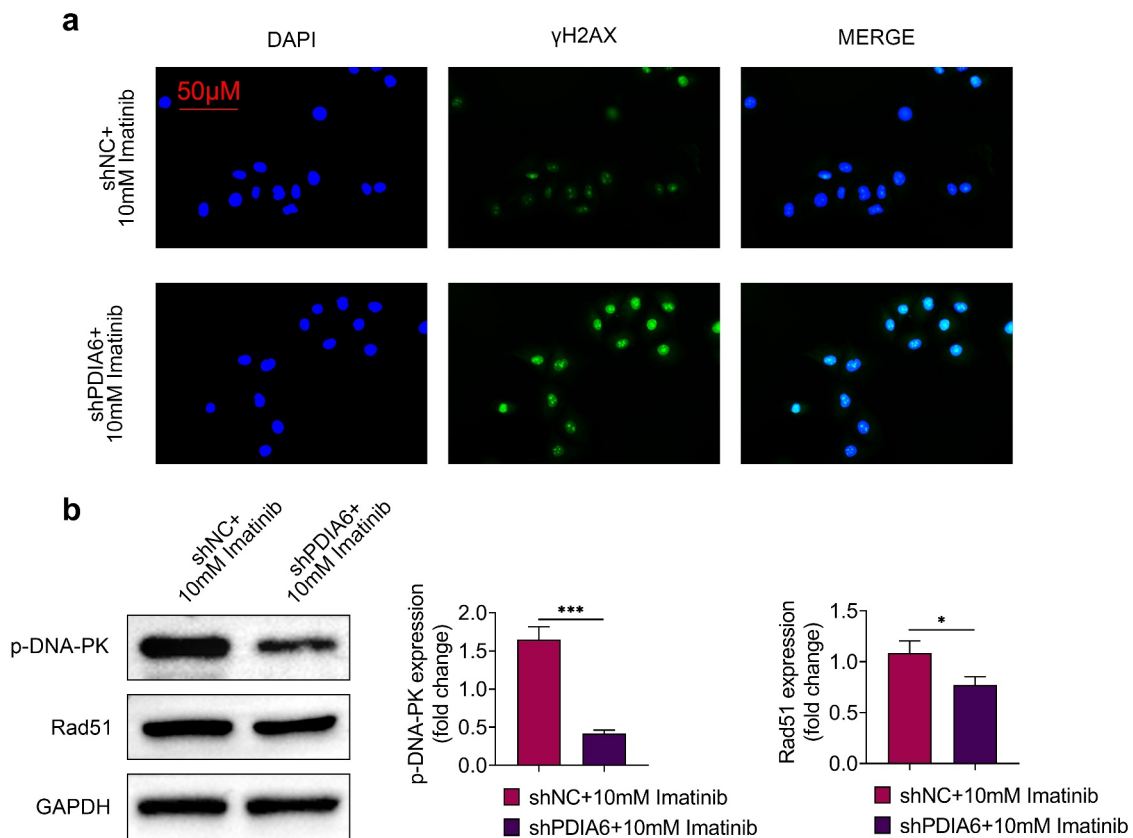 a
DAPI
γH2AX
MERGE
shNC+
10mM Imatinib
50μM
shPDIA6+
10mM Imatinib
b
shNC+
10mM Imatinib
shPDIA6+
10mM Imatinib
p-DNA-PK
Rad51
GAPDH
p-DNA-PK expression
(fold change)
2.0
1.5
1.0
0.5
0.0
***
shNC+10mM Imatinib
shPDIA6+10mM Imatinib
Rad51 expression
(fold change)
1.5
1.0
0.5
0.0
*
shNC+10mM Imatinib
shPDIA6+10mM Imatinib